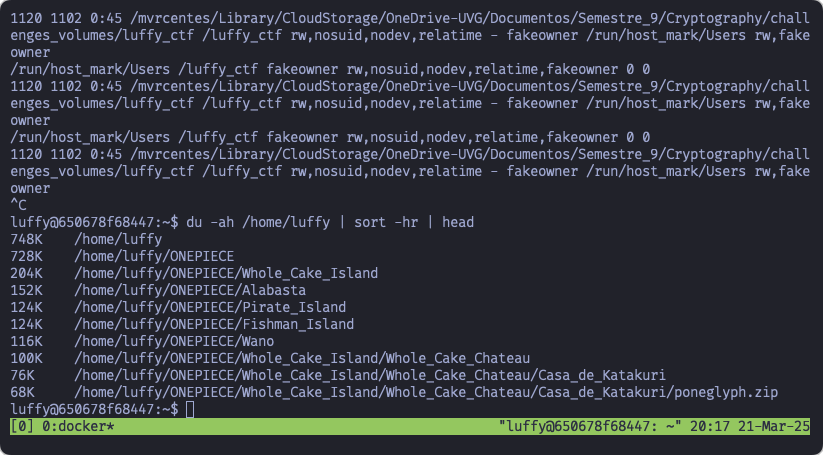 1120 1102 0:45 /mvrcentes/Library/CloudStorage/OneDrive-UVG/Documentos/Semestre_9/Cryptography/chall
enges_volumes/luffy_ctf /luffy_ctf rw,nosuid,nodev,relatime - fakeowner /run/host_mark/Users rw,fake
owner
/run/host_mark/Users /luffy_ctf fakeowner rw,nosuid,nodev,relatime,fakeowner 0 0
1120 1102 0:45 /mvrcentes/Library/CloudStorage/OneDrive-UVG/Documentos/Semestre_9/Cryptography/chall
enges_volumes/luffy_ctf /luffy_ctf rw,nosuid,nodev,relatime - fakeowner /run/host_mark/Users rw,fake
owner
/run/host_mark/Users /luffy_ctf fakeowner rw,nosuid,nodev,relatime,fakeowner 0 0
1120 1102 0:45 /mvrcentes/Library/CloudStorage/OneDrive-UVG/Documentos/Semestre_9/Cryptography/chall
enges_volumes/luffy_ctf /luffy_ctf rw,nosuid,nodev,relatime - fakeowner /run/host_mark/Users rw,fake
owner
^C
luffy@650678f68447:~$ du -ah /home/luffy | sort -hr | head
748K /home/luffy
728K /home/luffy/ONEPIECE
204K /home/luffy/ONEPIECE/Whole_Cake_Island
152K /home/luffy/ONEPIECE/Alabasta
124K /home/luffy/ONEPIECE/Pirate_Island
124K /home/luffy/ONEPIECE/Fishman_Island
116K /home/luffy/ONEPIECE/Wano
100K /home/luffy/ONEPIECE/Whole_Cake_Island/Whole_Cake_Chateau
76K /home/luffy/ONEPIECE/Whole_Cake_Island/Whole_Cake_Chateau/Casa_de_Katakuri
68K /home/luffy/ONEPIECE/Whole_Cake_Island/Whole_Cake_Chateau/Casa_de_Katakuri/poneglyph.zip
luffy@650678f68447:~$
[0] 0:docker* "luffy@650678f68447: ~" 20:17 21-Mar-25